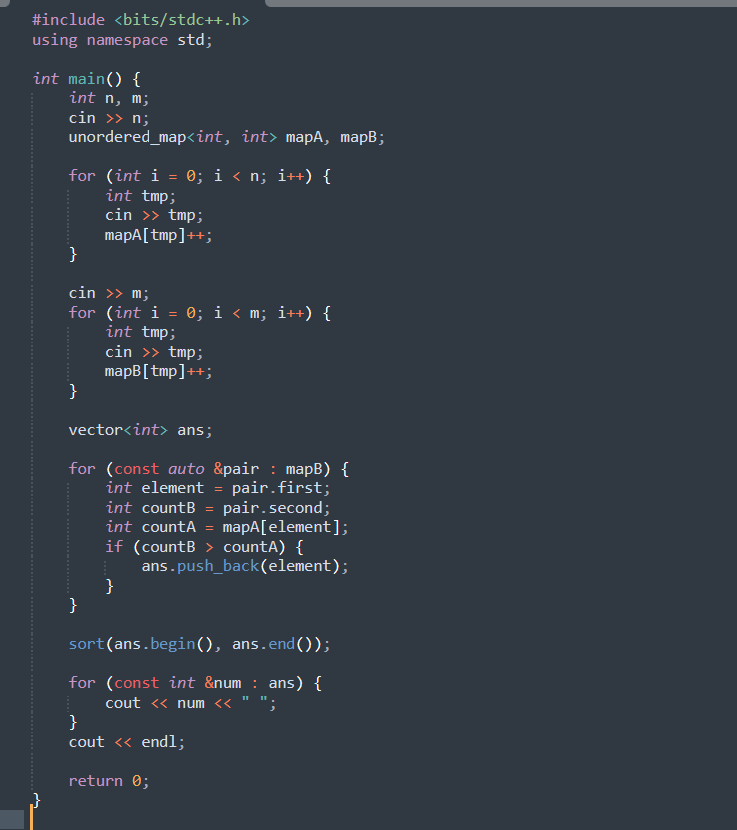 #include <bits/stdc++.h>
using namespace std;

int main() {
    int n, m;
    cin >> n;
    unordered_map<int, int> mapA, mapB;

    for (int i = 0; i < n; i++) {
        int tmp;
        cin >> tmp;
        mapA[tmp]++;
    }

    cin >> m;
    for (int i = 0; i < m; i++) {
        int tmp;
        cin >> tmp;
        mapB[tmp]++;
    }

    vector<int> ans;

    for (const auto &pair : mapB) {
        int element = pair.first;
        int countB = pair.second;
        int countA = mapA[element];
        if (countB > countA) {
            ans.push_back(element);
        }
    }

    sort(ans.begin(), ans.end());

    for (const int &num : ans) {
        cout << num << " ";
    }
    cout << endl;

    return 0;
}